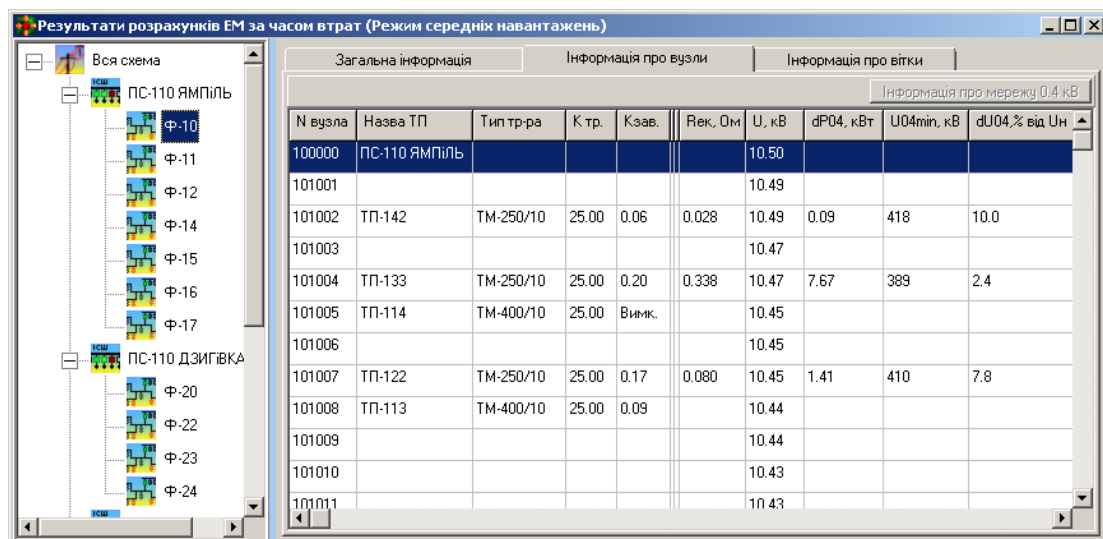 Результати розрахунків ЕМ за часом втрат (Режим середніх навантажень)
Вся схема
ПС-110 ЯМПіЛЬ
Ф-10
Ф-11
Ф-12
Ф-14
Ф-15
Ф-16
Ф-17
ПС-110 ДЗИГіВКА
Ф-20
Ф-22
Ф-23
Ф-24
Загальна інформація Інформація про вузли Інформація про вітки
Інформація про мережу 0.4 кВ
N вузла Назва ТП Тип тр-ра К тр. Кзав. Rек, Ом U, кВ dP04, кВт U04min, кВ dU04,% від Uн
100000 ПС-110 ЯМПіЛЬ 10.50
101001 10.49
101002 ТП-142 ТМ-250/10 25.00 0.06 0.028 10.49 0.09 418 10.0
101003 10.47
101004 ТП-133 ТМ-250/10 25.00 0.20 0.338 10.47 7.67 389 2.4
101005 ТП-114 ТМ-400/10 25.00 Вимк. 10.45
101006 10.45
101007 ТП-122 ТМ-250/10 25.00 0.17 0.080 10.45 1.41 410 7.8
101008 ТП-113 ТМ-400/10 25.00 0.09 10.44
101009 10.44
101010 10.43
101011 10.43